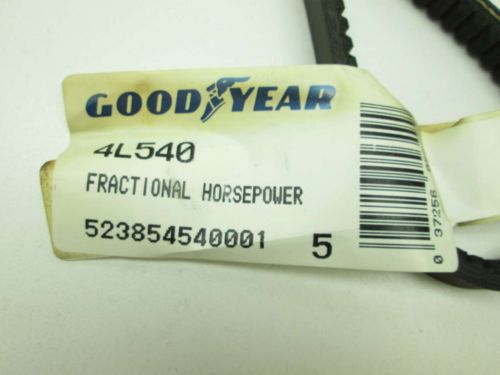 GOODYEAR
4L540
FRACTIONAL HORSEPOWER
523854540001 5
0 37256